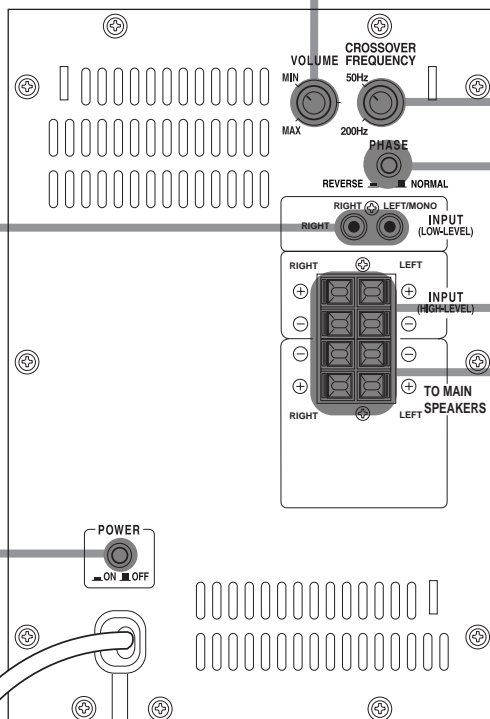 CROSSOVER
VOLUME FREQUENCY
MIN 50Hz
MAX 200Hz
PHASE
REVERSE NORMAL
RIGHT LEFT/MONO
RIGHT INPUT
(LOW-LEVEL)
RIGHT LEFT
+ + INPUT
− − (HIGH-LEVEL)
− −
+ + TO MAIN
RIGHT LEFT SPEAKERS
POWER
ON OFF